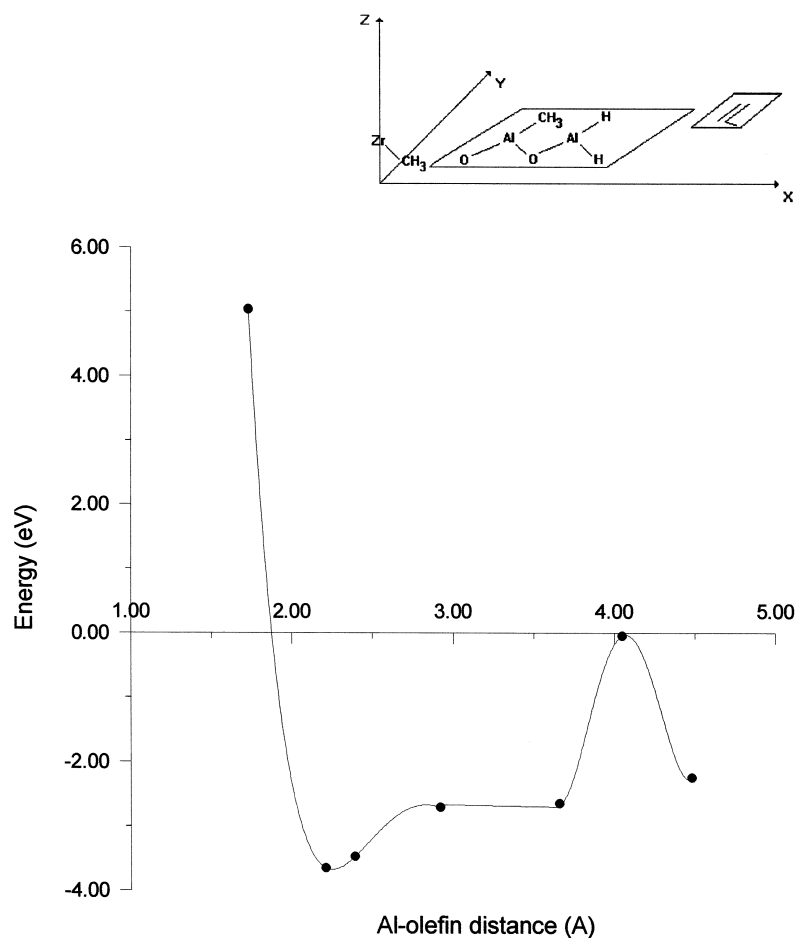 Z
Y
CH3 H
Zr Al Al
CH3 O O H
X
6.00
4.00
2.00
1.00 2.00 3.00 4.00 5.00
0.00
-2.00
-4.00
Energy (eV)
Al-olefin distance (A)